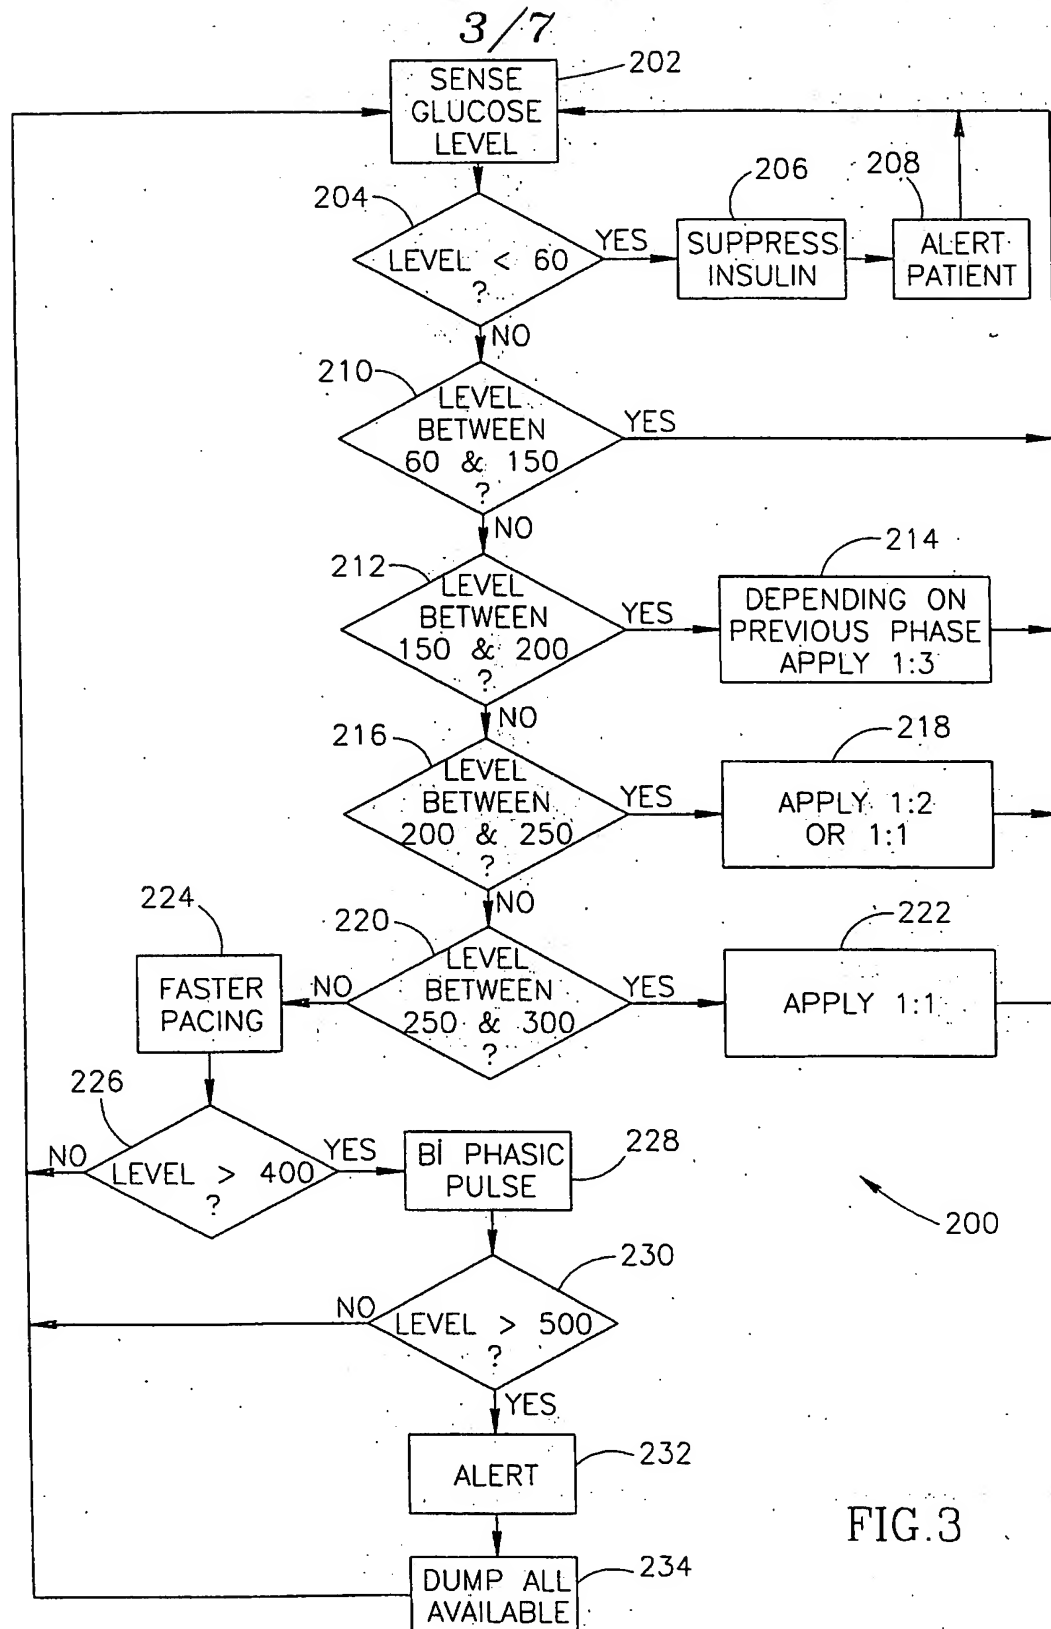 3/7
SENSE
GLUCOSE
LEVEL
202
204
LEVEL < 60
?
YES
206
SUPPRESS
INSULIN
208
ALERT
PATIENT
NO
210
LEVEL
BETWEEN
60 & 150
?
YES
NO
212
LEVEL
BETWEEN
150 & 200
?
YES
214
DEPENDING ON
PREVIOUS PHASE
APPLY 1:3
NO
216
LEVEL
BETWEEN
200 & 250
?
YES
218
APPLY 1:2
OR 1:1
NO
220
LEVEL
BETWEEN
250 & 300
?
YES
222
APPLY 1:1
NO
224
FASTER
PACING
226
LEVEL > 400
?
NO
YES
BI PHASIC
PULSE
228
200
230
LEVEL > 500
?
NO
YES
ALERT
232
DUMP ALL
AVAILABLE
234
FIG.3